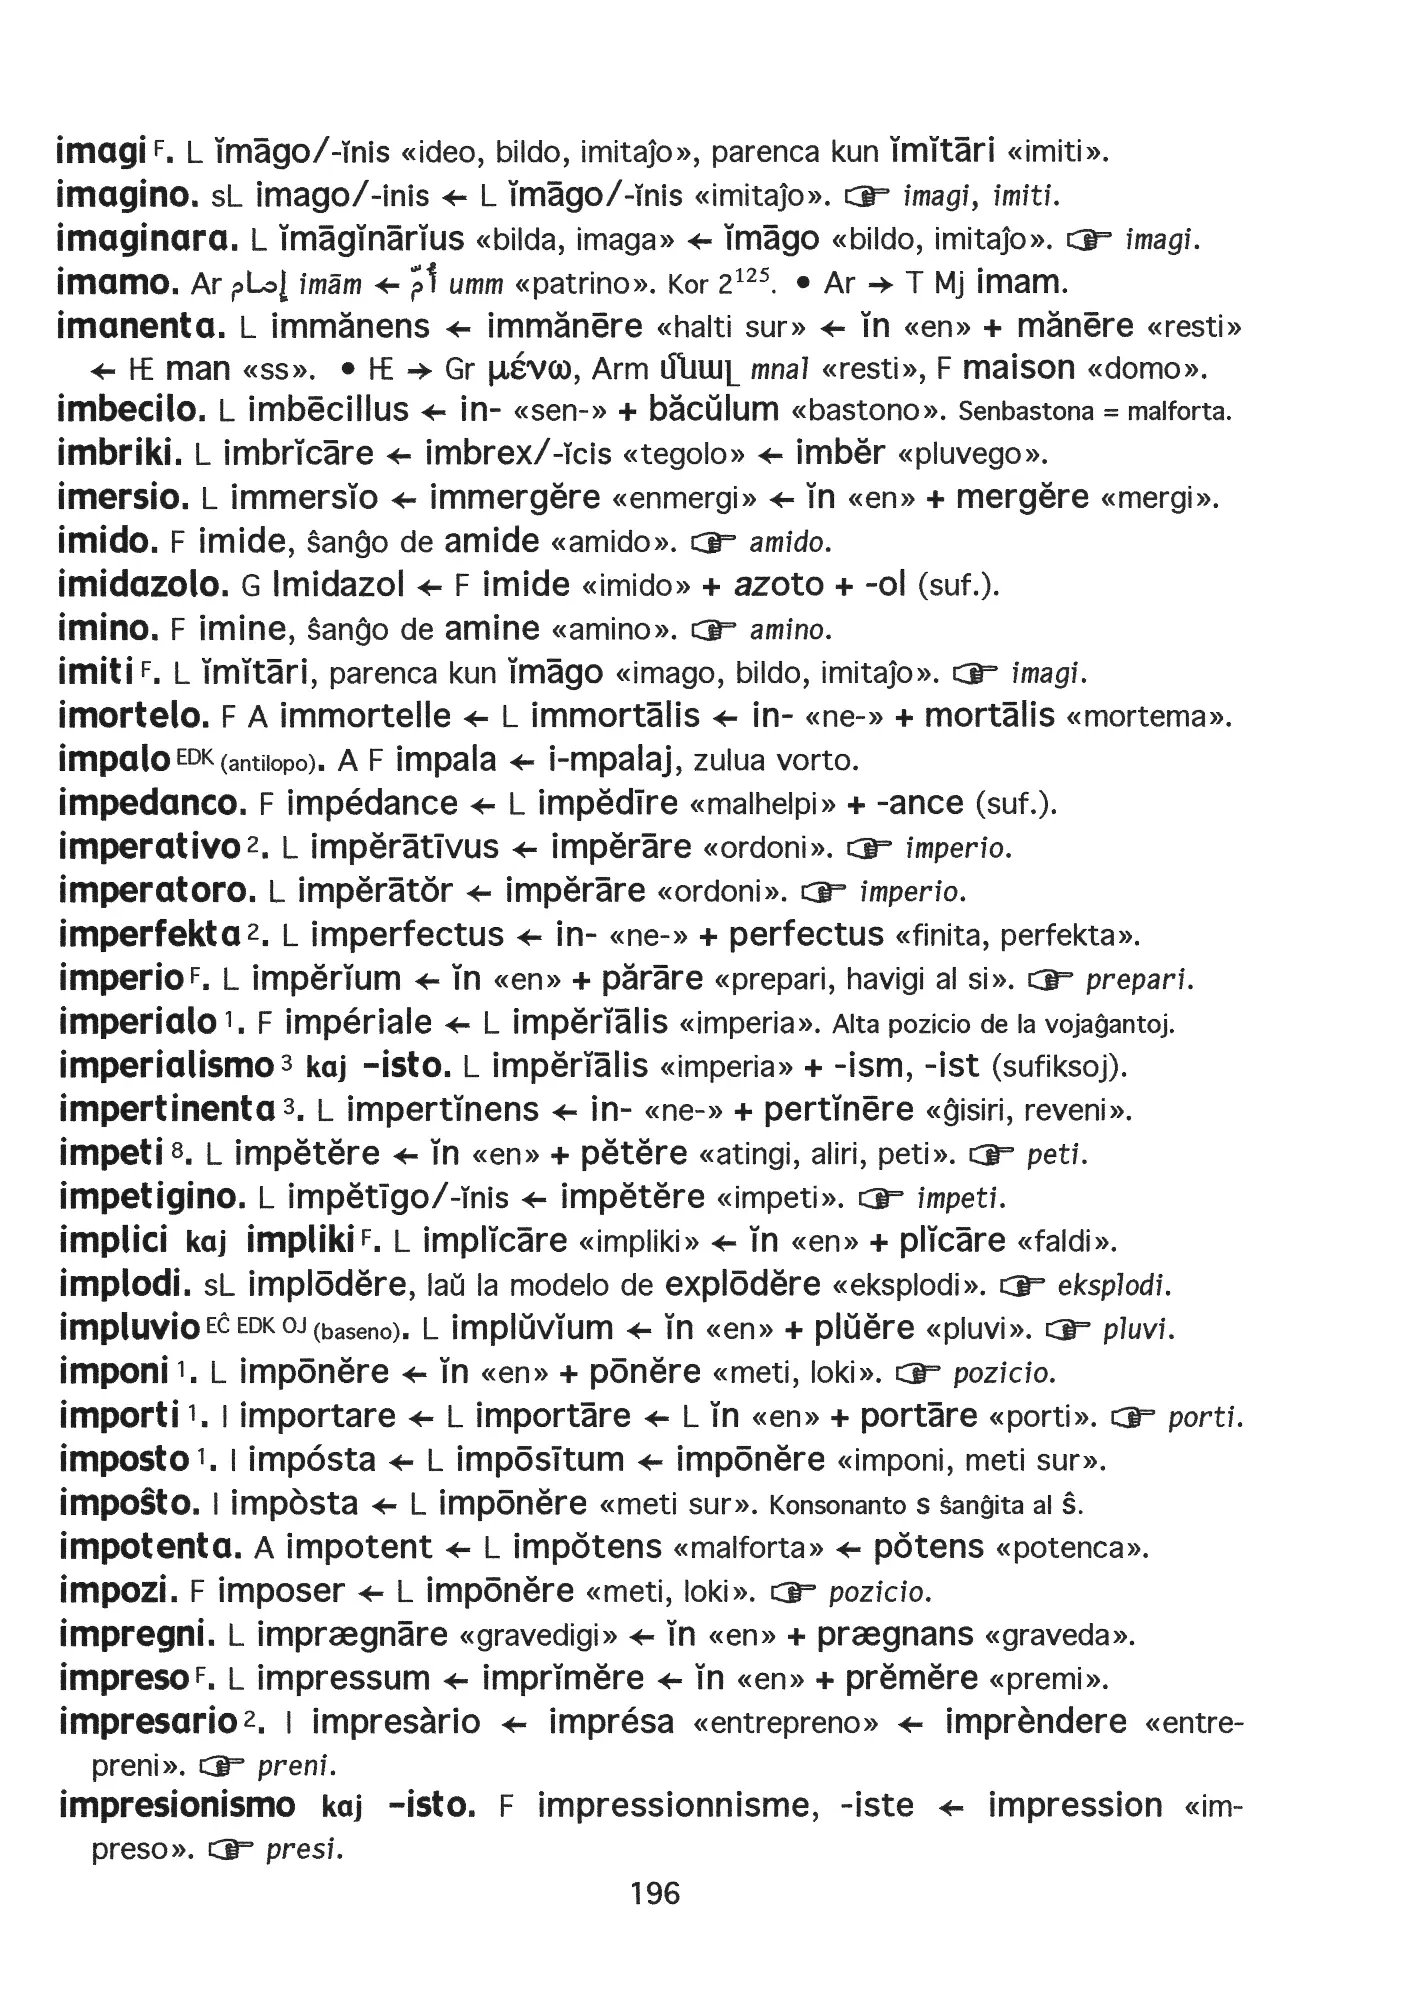 imagi F. L ĭmāgo/-ĭnis «ideo, bildo, imitaĵo», parenca kun ĭmĭtāri «imiti».
imagino. sL imago/-inis ← L ĭmāgo/-ĭnis «imitaĵo». ☞ imagi, imiti.
imaginara. L ĭmāgĭnārĭus «bilda, imaga» ← ĭmāgo «bildo, imitaĵo». ☞ imagi.
imamo. Ar إمام imām ← أُمّ umm «patrino». Kor 2¹²⁵. • Ar → T Mj imam.
imanenta. L immănens ← immănēre «halti sur» ← ĭn «en» + mănēre «resti»
← IE man «ss». • IE → Gr μένω, Arm մնալ mnal «resti», F maison «domo».
imbecilo. L imbēcillus ← in- «sen-» + băcŭlum «bastono». Senbastona = malforta.
imbriki. L imbrĭcāre ← imbrex/-ĭcis «tegolo» ← imbĕr «pluvego».
imersio. L immersĭo ← immergĕre «enmergi» ← ĭn «en» + mergĕre «mergi».
imido. F imide, ŝanĝo de amide «amido». ☞ amido.
imidazolo. G Imidazol ← F imide «imido» + azoto + -ol (suf.).
imino. F imine, ŝanĝo de amine «amino». ☞ amino.
imiti F. L ĭmĭtāri, parenca kun ĭmāgo «imago, bildo, imitaĵo». ☞ imagi.
imortelo. F A immortelle ← L immortālis ← in- «ne-» + mortālis «mortema».
impalo EDK (antilopo). A F impala ← i-mpalaj, zulua vorto.
impedanco. F impédance ← L impĕdīre «malhelpi» + -ance (suf.).
imperativo 2. L impĕrātīvus ← impĕrāre «ordoni». ☞ imperio.
imperatoro. L impĕrātŏr ← impĕrāre «ordoni». ☞ imperio.
imperfekta 2. L imperfectus ← in- «ne-» + perfectus «finita, perfekta».
imperio F. L impĕrĭum ← ĭn «en» + părāre «prepari, havigi al si». ☞ prepari.
imperialo 1. F impériale ← L impĕrĭālis «imperia». Alta pozicio de la vojaĝantoj.
imperialismo 3 kaj -isto. L impĕrĭālis «imperia» + -ism, -ist (sufiksoj).
impertinenta 3. L impertĭnens ← in- «ne-» + pertĭnēre «ĝisiri, reveni».
impeti 8. L impĕtĕre ← ĭn «en» + pĕtĕre «atingi, aliri, peti». ☞ peti.
impetigino. L impĕtīgo/-ĭnis ← impĕtĕre «impeti». ☞ impeti.
implici kaj impliki F. L implĭcāre «impliki» ← ĭn «en» + plĭcāre «faldi».
implodi. sL implōdĕre, laŭ la modelo de explōdĕre «eksplodi». ☞ eksplodi.
impluvio EĈ EDK OJ (baseno). L implŭvĭum ← ĭn «en» + plŭĕre «pluvi». ☞ pluvi.
imponi 1. L impōnĕre ← ĭn «en» + pōnĕre «meti, loki». ☞ pozicio.
importi 1. I importare ← L importāre ← L ĭn «en» + portāre «porti». ☞ porti.
imposto 1. I impósta ← L impōsĭtum ← impōnĕre «imponi, meti sur».
impoŝto. I impòsta ← L impōnĕre «meti sur». Konsonanto s ŝanĝita al ŝ.
impotenta. A impotent ← L impŏtens «malforta» ← pŏtens «potenca».
impozi. F imposer ← L impōnĕre «meti, loki». ☞ pozicio.
impregni. L imprægnāre «gravedigi» ← ĭn «en» + prægnans «graveda».
impreso F. L impressum ← imprĭmĕre ← ĭn «en» + prĕmĕre «premi».
impresario 2. I impresàrio ← imprésa «entrepreno» ← imprèndere «entre-
preni». ☞ preni.
impresionismo kaj -isto. F impressionnisme, -iste ← impression «im-
preso». ☞ presi.
196